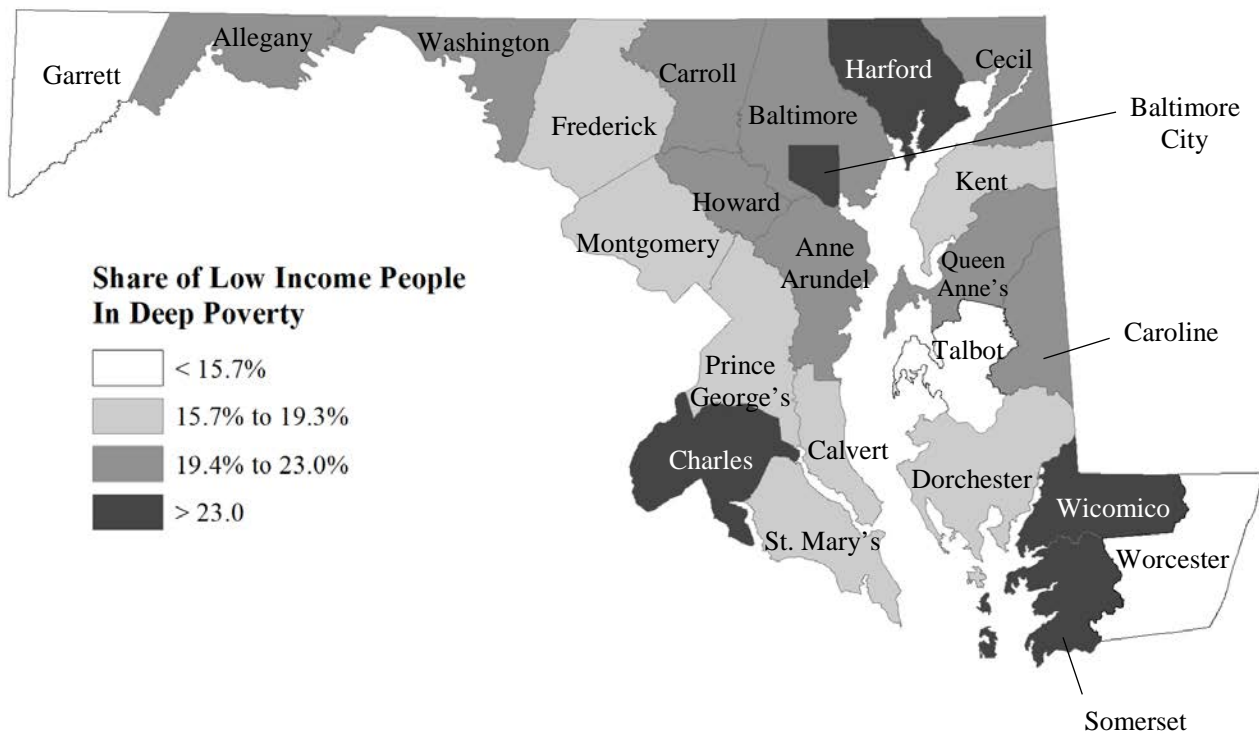 Allegany
Washington
Garrett
Carroll
Harford
Cecil
Baltimore
Baltimore
City
Frederick
Kent
Howard
Montgomery
Anne
Arundel
Queen
Anne's
Share of Low Income People
In Deep Poverty
< 15.7%
15.7% to 19.3%
19.4% to 23.0%
> 23.0
Caroline
Talbot
Prince
George's
Charles
Calvert
Dorchester
Wicomico
St. Mary's
Worcester
Somerset